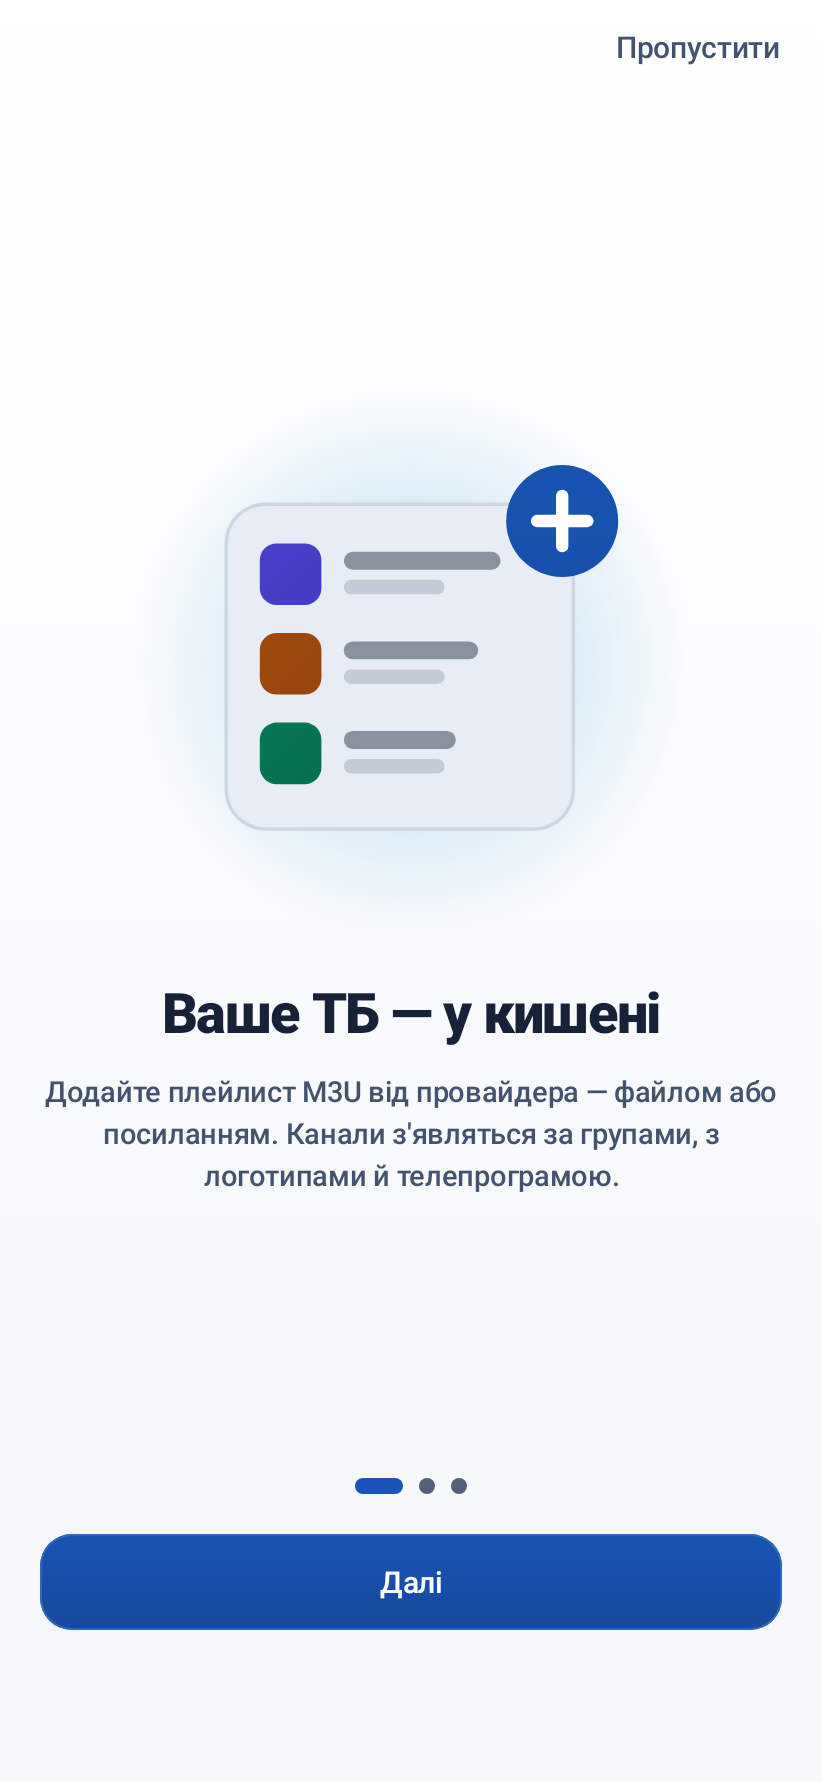 Пропустити
Ваше ТБ — у кишені
Додайте плейлист M3U від провайдера — файлом або
посиланням. Канали з'являться за групами, з
логотипами й телепрограмою.
Далі